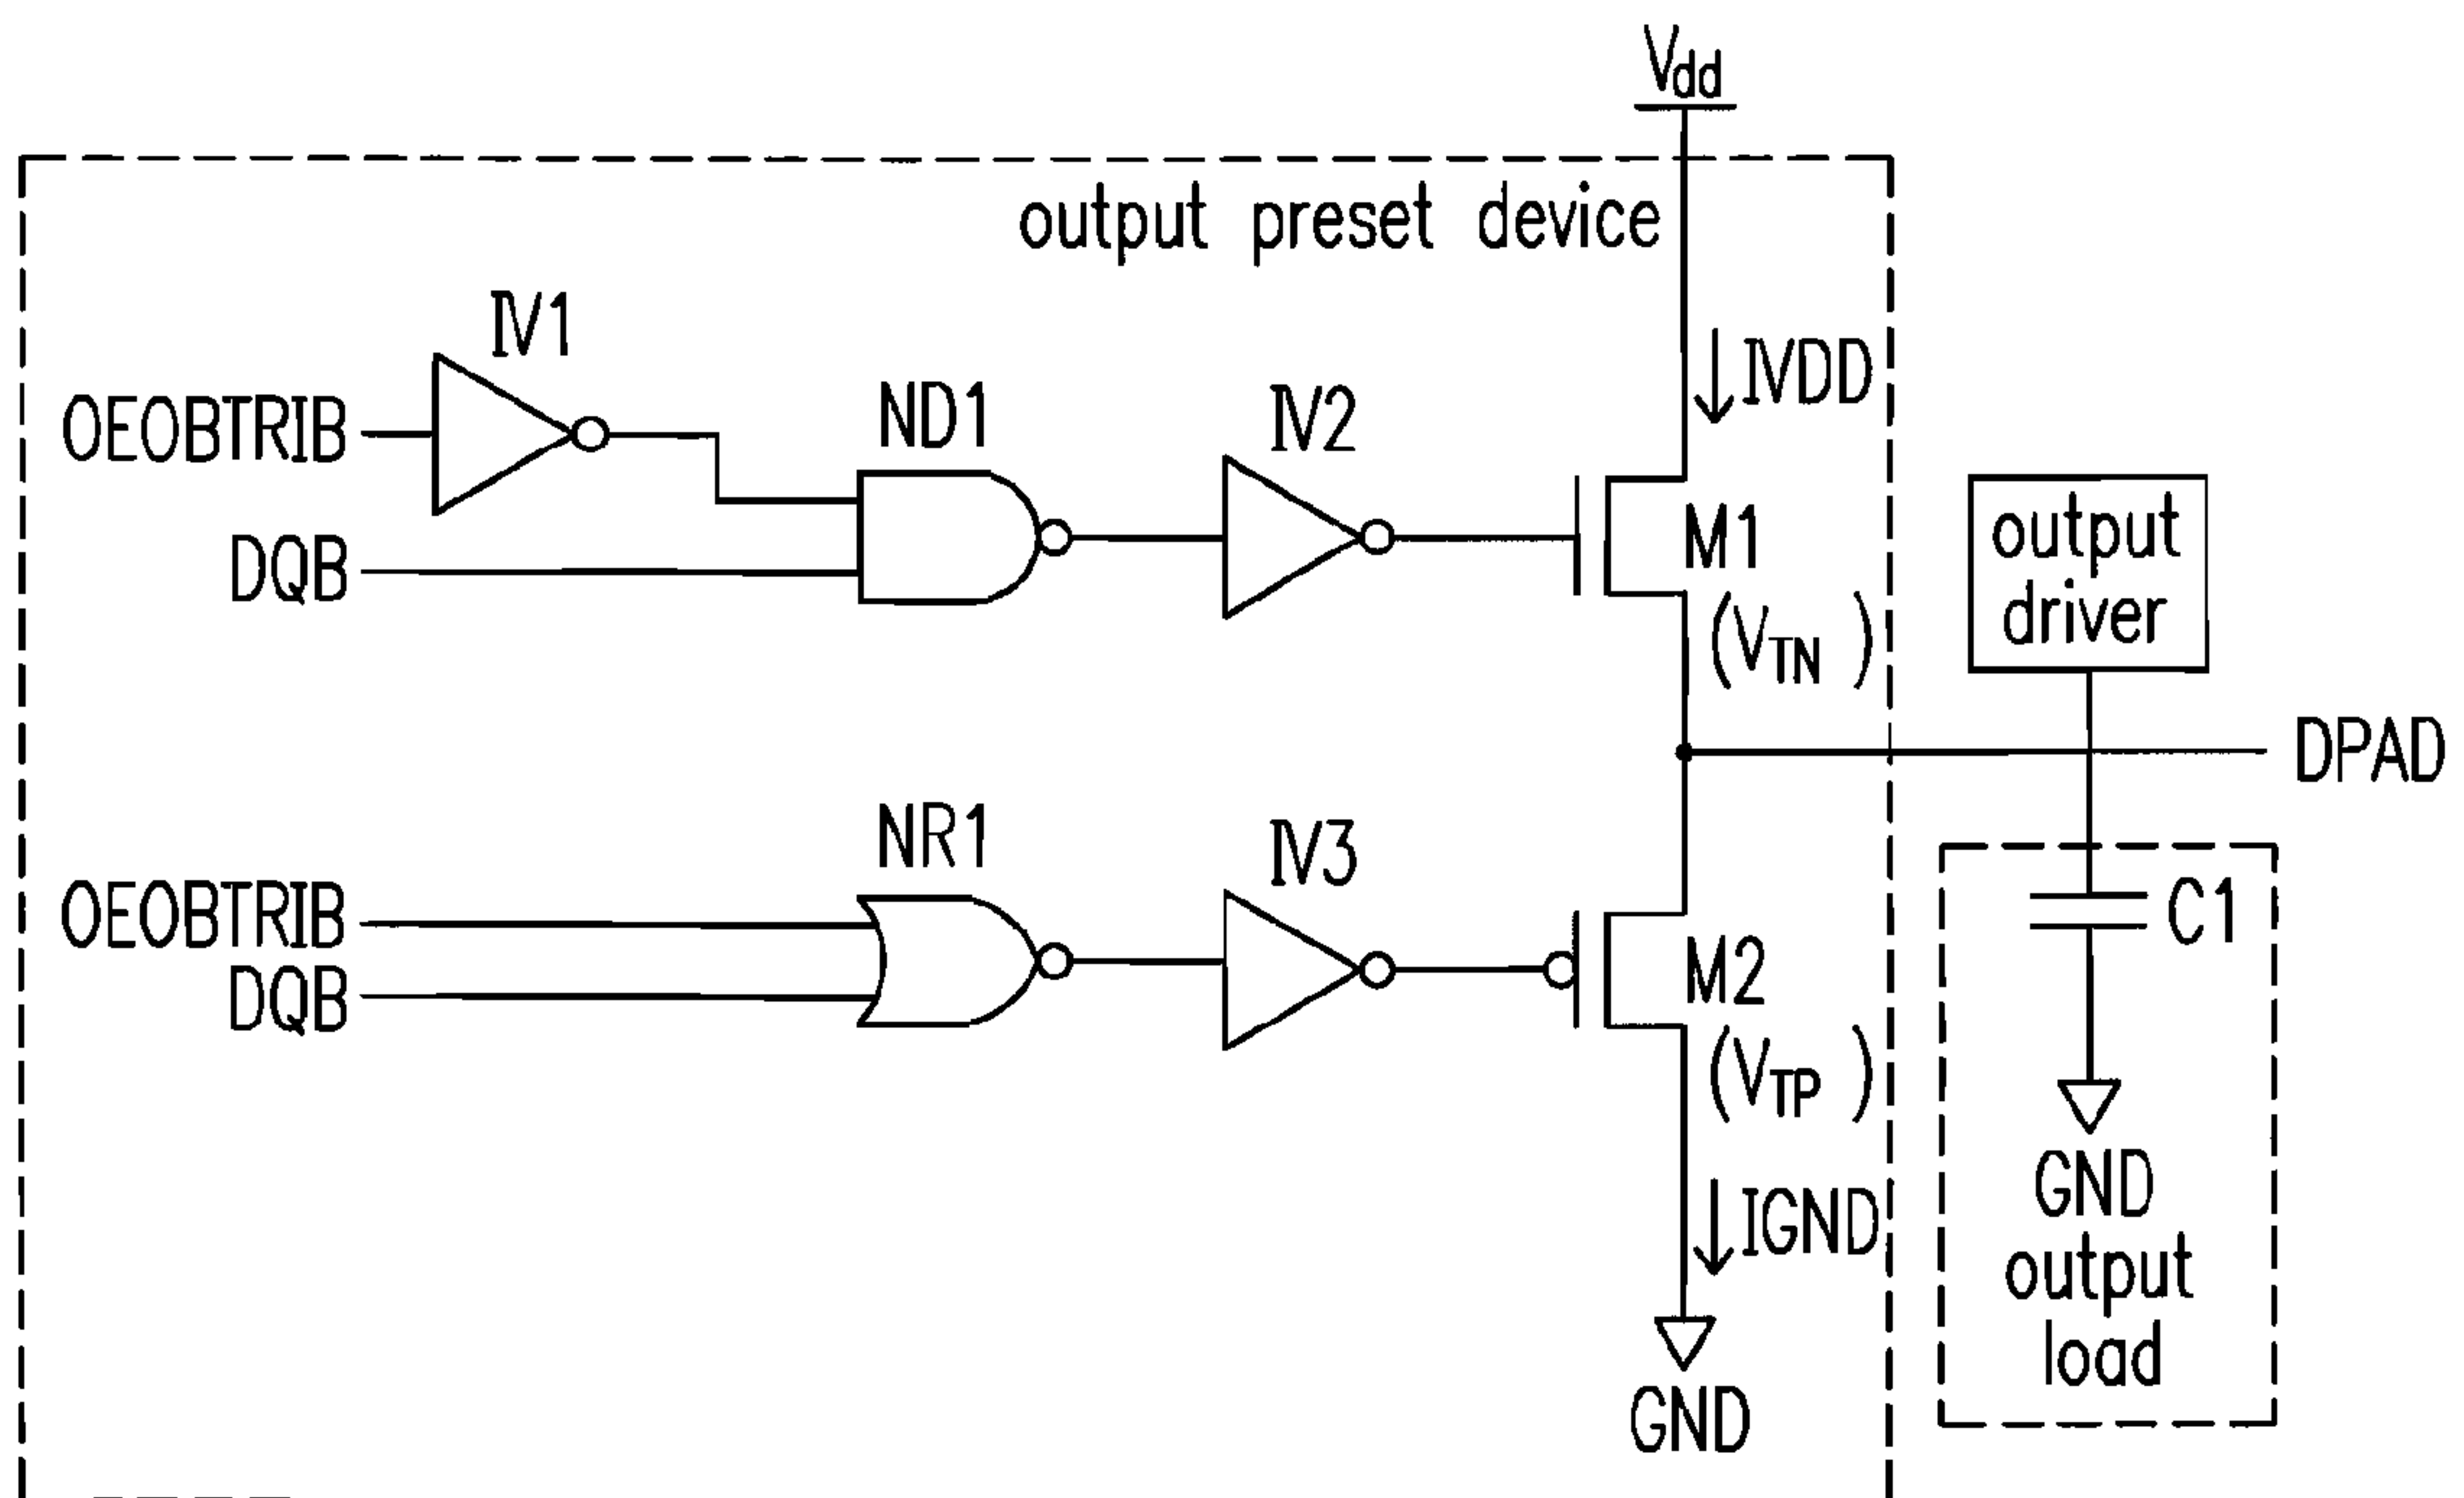 Vdd
output preset device
IV1
OEOBTRIB
DQB
ND1
IV2
IVDD
M1
(VTN)
output
driver
DPAD
NR1
OEOBTRIB
DQB
IV3
M2
(VTP)
IGND
GND
C1
GND
output
load